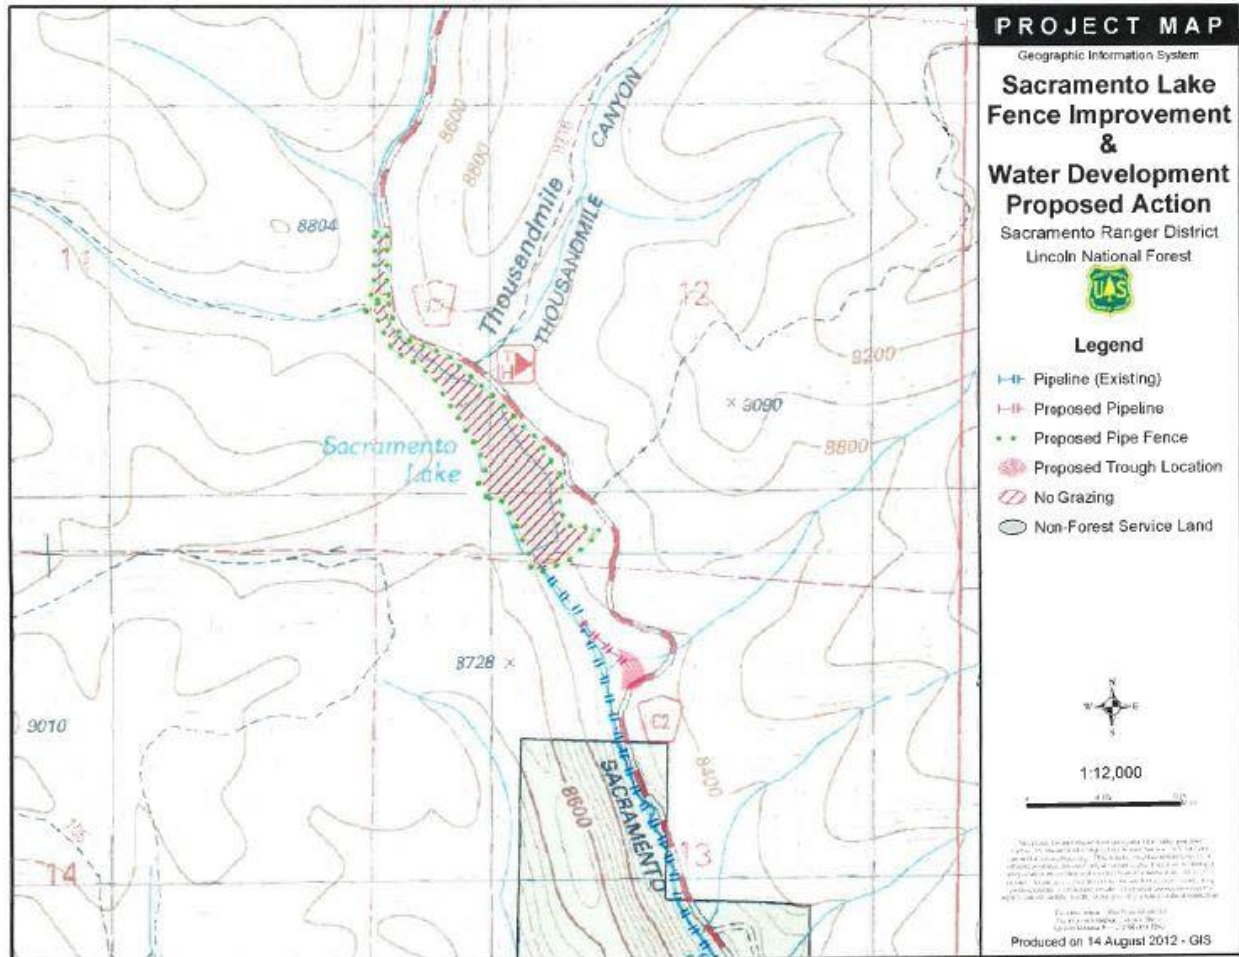 PROJECT MAP
Geographic Information System
Sacramento Lake
Fence Improvement
&
Water Development
Proposed Action
Sacramento Ranger District
Lincoln National Forest
U S
Legend
Pipeline (Existing)
Proposed Pipeline
Proposed Pipe Fence
Proposed Trough Location
No Grazing
Non-Forest Service Land
N
W E
S
1:12,000
Produced on 14 August 2012 - GIS
8600
8800
CANYON
Thousandmile
THOUSANDMILE
8804
12
T
H
9200
9090
8800
Sacramento
Lake
8728
9010
C2
8400
SACRAMENTO
8600
13
14